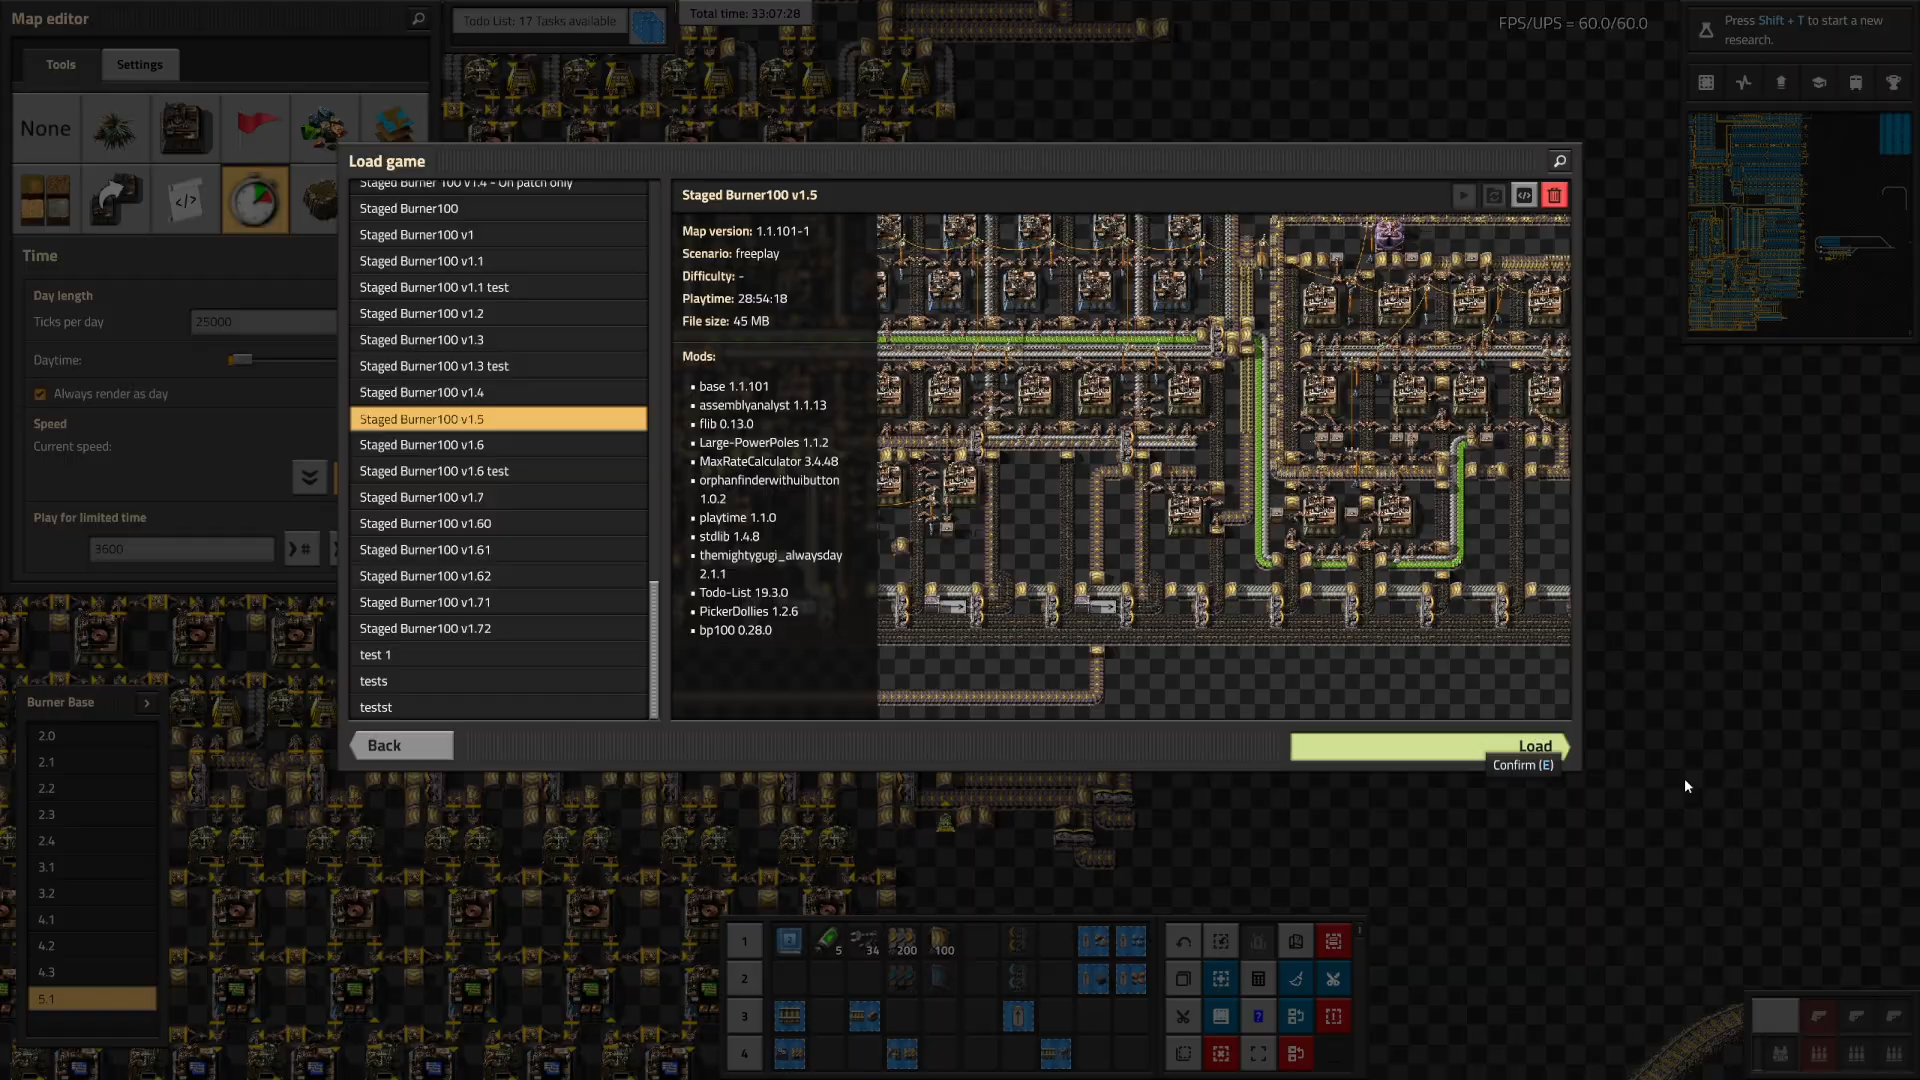 Map editor
Todo List: 17 Tasks available
Total time: 33:07:28
FPS/UPS = 60.0/60.0
Press Shift + T to start a new
research.
Tools
Settings
None
Time
Day length
Ticks per day
25000
Daytime:
Always render as day
Speed
Current speed:
Play for limited time
3600
Load game
Staged Burner 100 v1.4 - Un patch only
Staged Burner100
Staged Burner100 v1
Staged Burner100 v1.1
Staged Burner100 v1.1 test
Staged Burner100 v1.2
Staged Burner100 v1.3
Staged Burner100 v1.3 test
Staged Burner100 v1.4
Staged Burner100 v1.5
Staged Burner100 v1.6
Staged Burner100 v1.6 test
Staged Burner100 v1.7
Staged Burner100 v1.60
Staged Burner100 v1.61
Staged Burner100 v1.62
Staged Burner100 v1.71
Staged Burner100 v1.72
test 1
tests
testst
Staged Burner100 v1.5
Map version: 1.1.101-1
Scenario: freeplay
Difficulty: -
Playtime: 28:54:18
File size: 45 MB
Mods:
• base 1.1.101
• assemblyanalyst 1.1.13
• flib 0.13.0
• Large-PowerPoles 1.1.2
• MaxRateCalculator 3.4.48
• orphanfinderwithuibutton
1.0.2
• playtime 1.1.0
• stdlib 1.4.8
• themightygugi_alwaysday
2.1.1
• Todo-List 19.3.0
• PickerDollies 1.2.6
• bp100 0.28.0
Back
Load
Confirm (E)
Burner Base
2.0
2.1
2.2
2.3
2.4
3.1
3.2
4.1
4.2
4.3
5.1
1
2
5
34
200
100
2
3
4